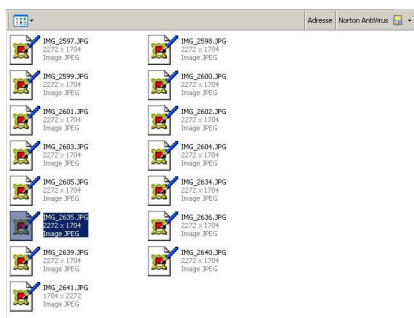 Adresse Norton AntiVirus
IMG_2597.JPG
2272 x 1704
Image JPEG
IMG_2598.JPG
2272 x 1704
Image JPEG
IMG_2599.JPG
2272 x 1704
Image JPEG
IMG_2600.JPG
2272 x 1704
Image JPEG
IMG_2601.JPG
2272 x 1704
Image JPEG
IMG_2602.JPG
2272 x 1704
Image JPEG
IMG_2603.JPG
2272 x 1704
Image JPEG
IMG_2604.JPG
2272 x 1704
Image JPEG
IMG_2605.JPG
2272 x 1704
Image JPEG
IMG_2634.JPG
2272 x 1704
Image JPEG
IMG_2635.JPG
2272 x 1704
Image JPEG
IMG_2636.JPG
2272 x 1704
Image JPEG
IMG_2639.JPG
2272 x 1704
Image JPEG
IMG_2640.JPG
2272 x 1704
Image JPEG
IMG_2641.JPG
1704 x 2272
Image JPEG